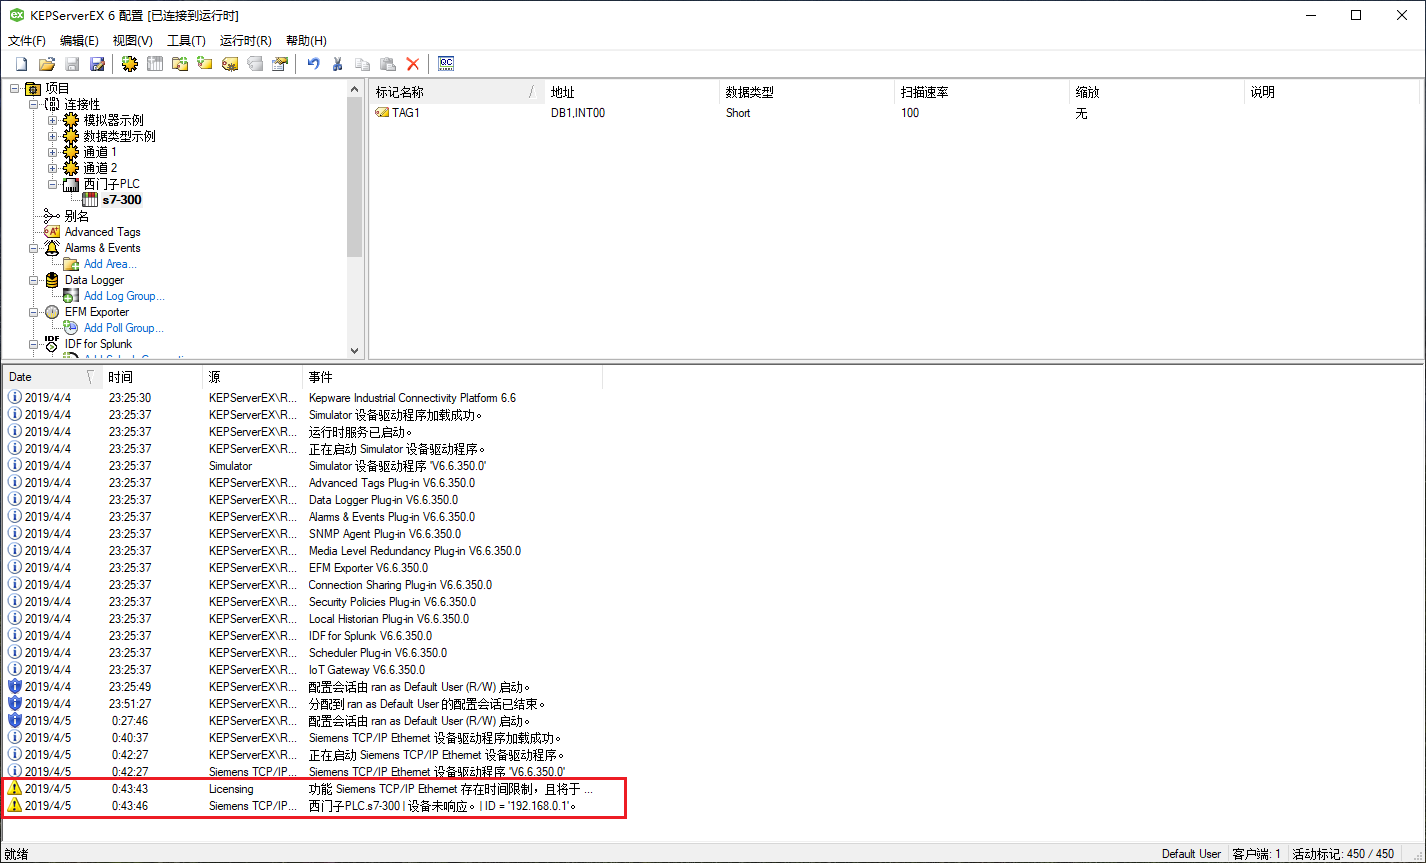 KEPServerEX 6 配置 [已连接到运行时]
文件(F) 编辑(E) 视图(V) 工具(T) 运行时(R) 帮助(H)
项目
连接性
模拟器示例
数据类型示例
通道 1
通道 2
西门子PLC
s7-300
别名
Advanced Tags
Alarms & Events
Add Area...
Data Logger
Add Log Group...
EFM Exporter
Add Poll Group...
IDF for Splunk
标记名称 地址 数据类型 扫描速率 缩放 说明
TAG1 DB1,INT00 Short 100 无
Date 时间 源 事件
2019/4/4 23:25:30 KEPServerEX\R... Kepware Industrial Connectivity Platform 6.6
2019/4/4 23:25:37 KEPServerEX\R... Simulator 设备驱动程序加载成功。
2019/4/4 23:25:37 KEPServerEX\R... 运行时服务已启动。
2019/4/4 23:25:37 KEPServerEX\R... 正在启动 Simulator 设备驱动程序。
2019/4/4 23:25:37 Simulator Simulator 设备驱动程序 'V6.6.350.0'
2019/4/4 23:25:37 KEPServerEX\R... Advanced Tags Plug-in V6.6.350.0
2019/4/4 23:25:37 KEPServerEX\R... Data Logger Plug-in V6.6.350.0
2019/4/4 23:25:37 KEPServerEX\R... Alarms & Events Plug-in V6.6.350.0
2019/4/4 23:25:37 KEPServerEX\R... SNMP Agent Plug-in V6.6.350.0
2019/4/4 23:25:37 KEPServerEX\R... Media Level Redundancy Plug-in V6.6.350.0
2019/4/4 23:25:37 KEPServerEX\R... EFM Exporter V6.6.350.0
2019/4/4 23:25:37 KEPServerEX\R... Connection Sharing Plug-in V6.6.350.0
2019/4/4 23:25:37 KEPServerEX\R... Security Policies Plug-in V6.6.350.0
2019/4/4 23:25:37 KEPServerEX\R... Local Historian Plug-in V6.6.350.0
2019/4/4 23:25:37 KEPServerEX\R... IDF for Splunk V6.6.350.0
2019/4/4 23:25:37 KEPServerEX\R... Scheduler Plug-in V6.6.350.0
2019/4/4 23:25:37 KEPServerEX\R... IoT Gateway V6.6.350.0
2019/4/4 23:25:49 KEPServerEX\R... 配置会话由 ran as Default User (R/W) 启动。
2019/4/4 23:51:27 KEPServerEX\R... 分配到 ran as Default User 的配置会话已结束。
2019/4/5 0:27:46 KEPServerEX\R... 配置会话由 ran as Default User (R/W) 启动。
2019/4/5 0:40:37 KEPServerEX\R... Siemens TCP/IP Ethernet 设备驱动程序加载成功。
2019/4/5 0:42:27 KEPServerEX\R... 正在启动 Siemens TCP/IP Ethernet 设备驱动程序。
2019/4/5 0:42:27 Siemens TCP/IP... Siemens TCP/IP Ethernet 设备驱动程序 'V6.6.350.0'
2019/4/5 0:43:43 Licensing 功能 Siemens TCP/IP Ethernet 存在时间限制，且将于 ...
2019/4/5 0:43:46 Siemens TCP/IP... 西门子PLC.s7-300 | 设备未响应。 | ID = '192.168.0.1'。
就绪 Default User 客户端: 1 活动标记: 450 / 450